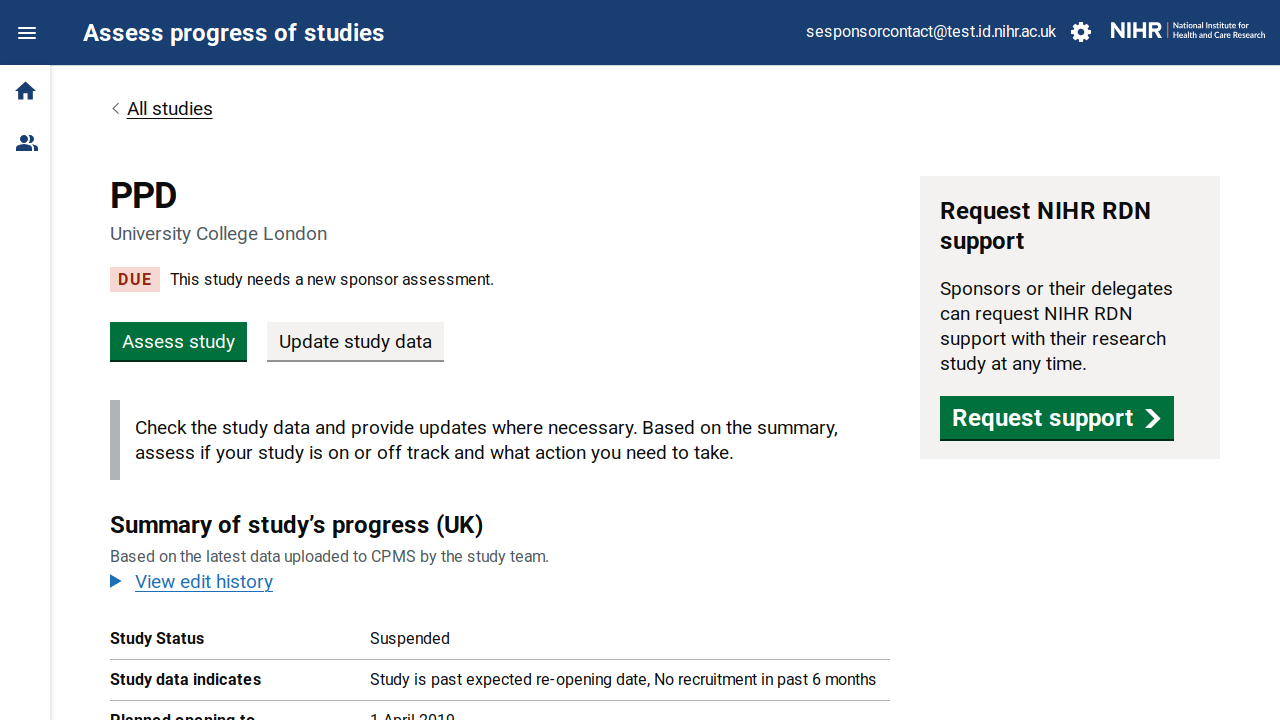 Assess progress of studies
sesponsorcontact@test.id.nihr.ac.uk
NIHR
National Institute for
Health and Care Research
All studies
PPD
University College London
DUE
This study needs a new sponsor assessment.
Assess study
Update study data
Check the study data and provide updates where necessary. Based on the summary,
assess if your study is on or off track and what action you need to take.
Summary of study’s progress (UK)
Based on the latest data uploaded to CPMS by the study team.
View edit history
Study Status
Suspended
Study data indicates
Study is past expected re-opening date, No recruitment in past 6 months
Planned opening to
1 April 2019
Request NIHR RDN
support
Sponsors or their delegates
can request NIHR RDN
support with their research
study at any time.
Request support